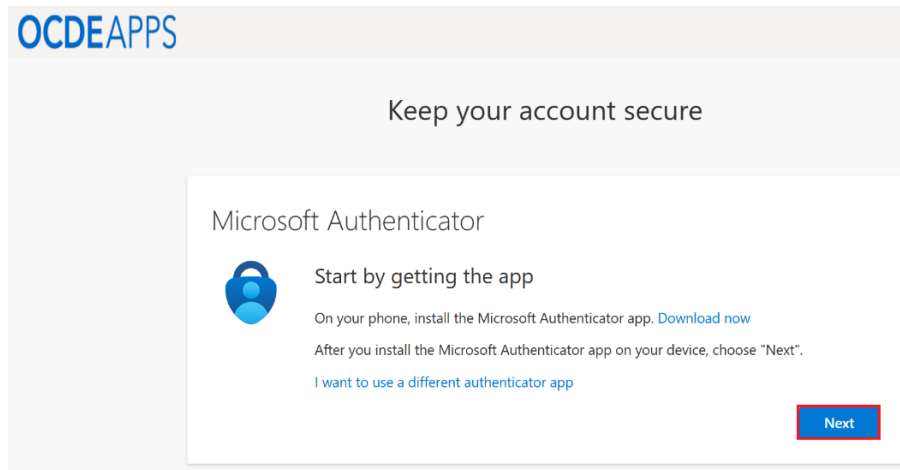 OCDEAPPS
Keep your account secure
Microsoft Authenticator
Start by getting the app
On your phone, install the Microsoft Authenticator app. Download now
After you install the Microsoft Authenticator app on your device, choose "Next".
I want to use a different authenticator app
Next